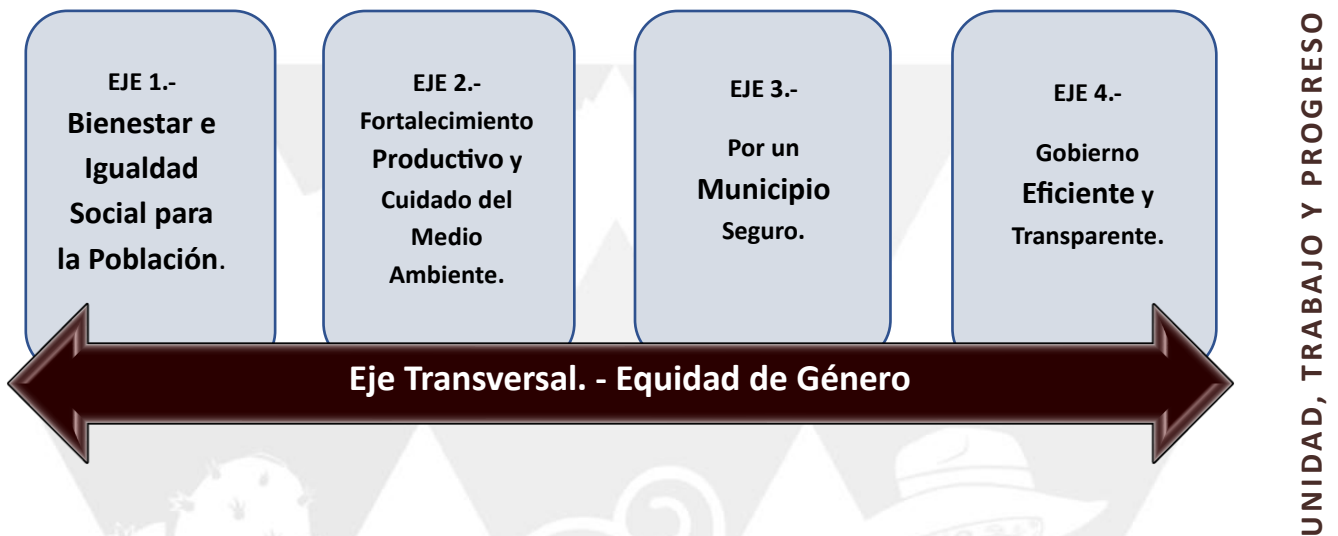 EJE 1.-
Bienestar e
Igualdad
Social para
la Población.
EJE 2.-
Fortalecimiento
Productivo y
Cuidado del
Medio
Ambiente.
EJE 3.-
Por un
Municipio
Seguro.
EJE 4.-
Gobierno
Eficiente y
Transparente.
Eje Transversal. - Equidad de Género
UNIDAD, TRABAJO Y PROGRESO